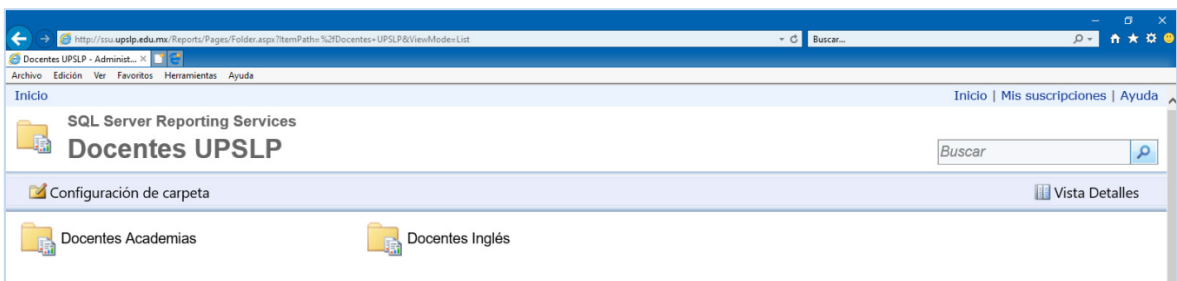 http://ssu.upslp.edu.mx/Reports/Pages/Folder.aspx?ItemPath=%2fDocentes+UPSLP&ViewMode=List
Buscar...
Docentes UPSLP - Administ...
Archivo Edición Ver Favoritos Herramientas Ayuda
Inicio
Inicio | Mis suscripciones | Ayuda
SQL Server Reporting Services
Docentes UPSLP
Buscar
Configuración de carpeta
Vista Detalles
Docentes Academias
Docentes Inglés